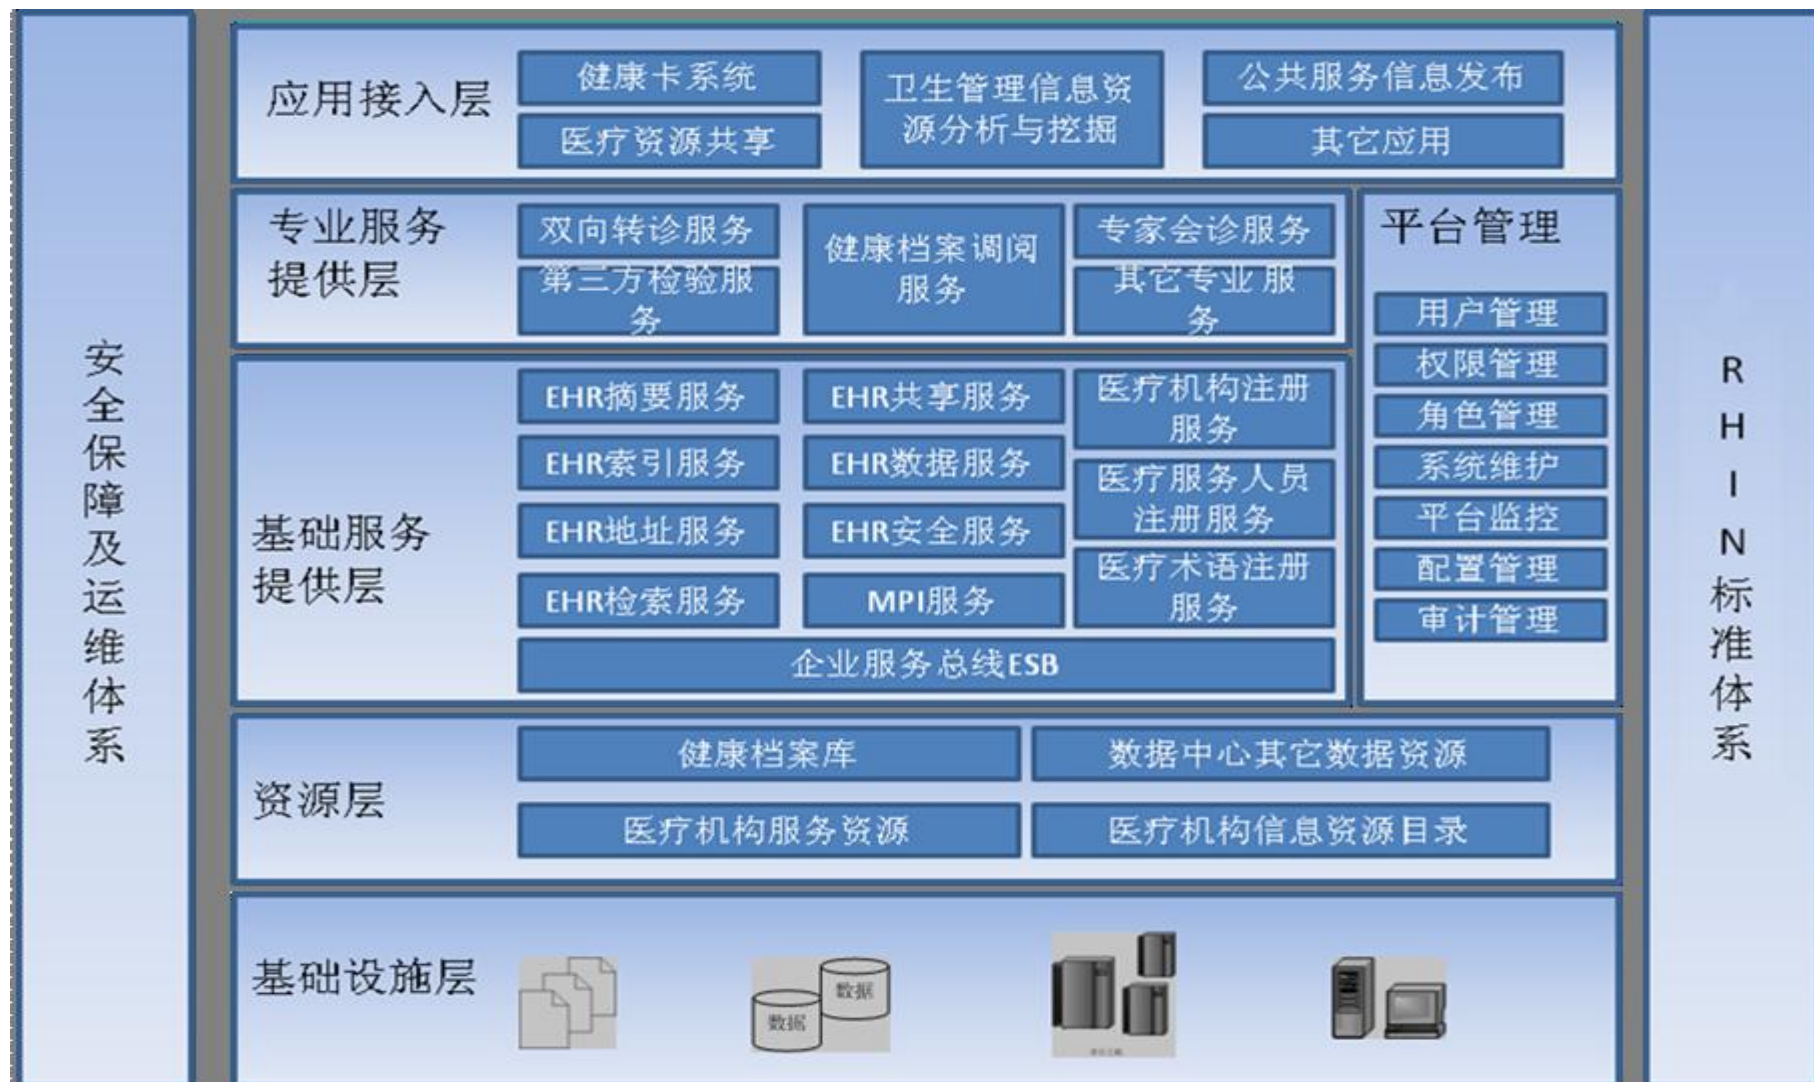 安
全
保
障
及
运
维
体
系
应用接入层
健康卡系统
医疗资源共享
卫生管理信息资
源分析与挖掘
公共服务信息发布
其它应用
专业服务
提供层
双向转诊服务
第三方检验服
务
健康档案调阅
服务
专家会诊服务
其它专业服
务
平台管理
用户管理
权限管理
角色管理
系统维护
平台监控
配置管理
审计管理
基础服务
提供层
EHR摘要服务
EHR索引服务
EHR地址服务
EHR检索服务
EHR共享服务
EHR数据服务
EHR安全服务
MPI服务
医疗机构注册
服务
医疗服务人员
注册服务
医疗术语注册
服务
企业服务总线ESB
资源层
健康档案库
数据中心其它数据资源
医疗机构服务资源
医疗机构信息资源目录
基础设施层
数据
数据
R
H
I
N
标
准
体
系